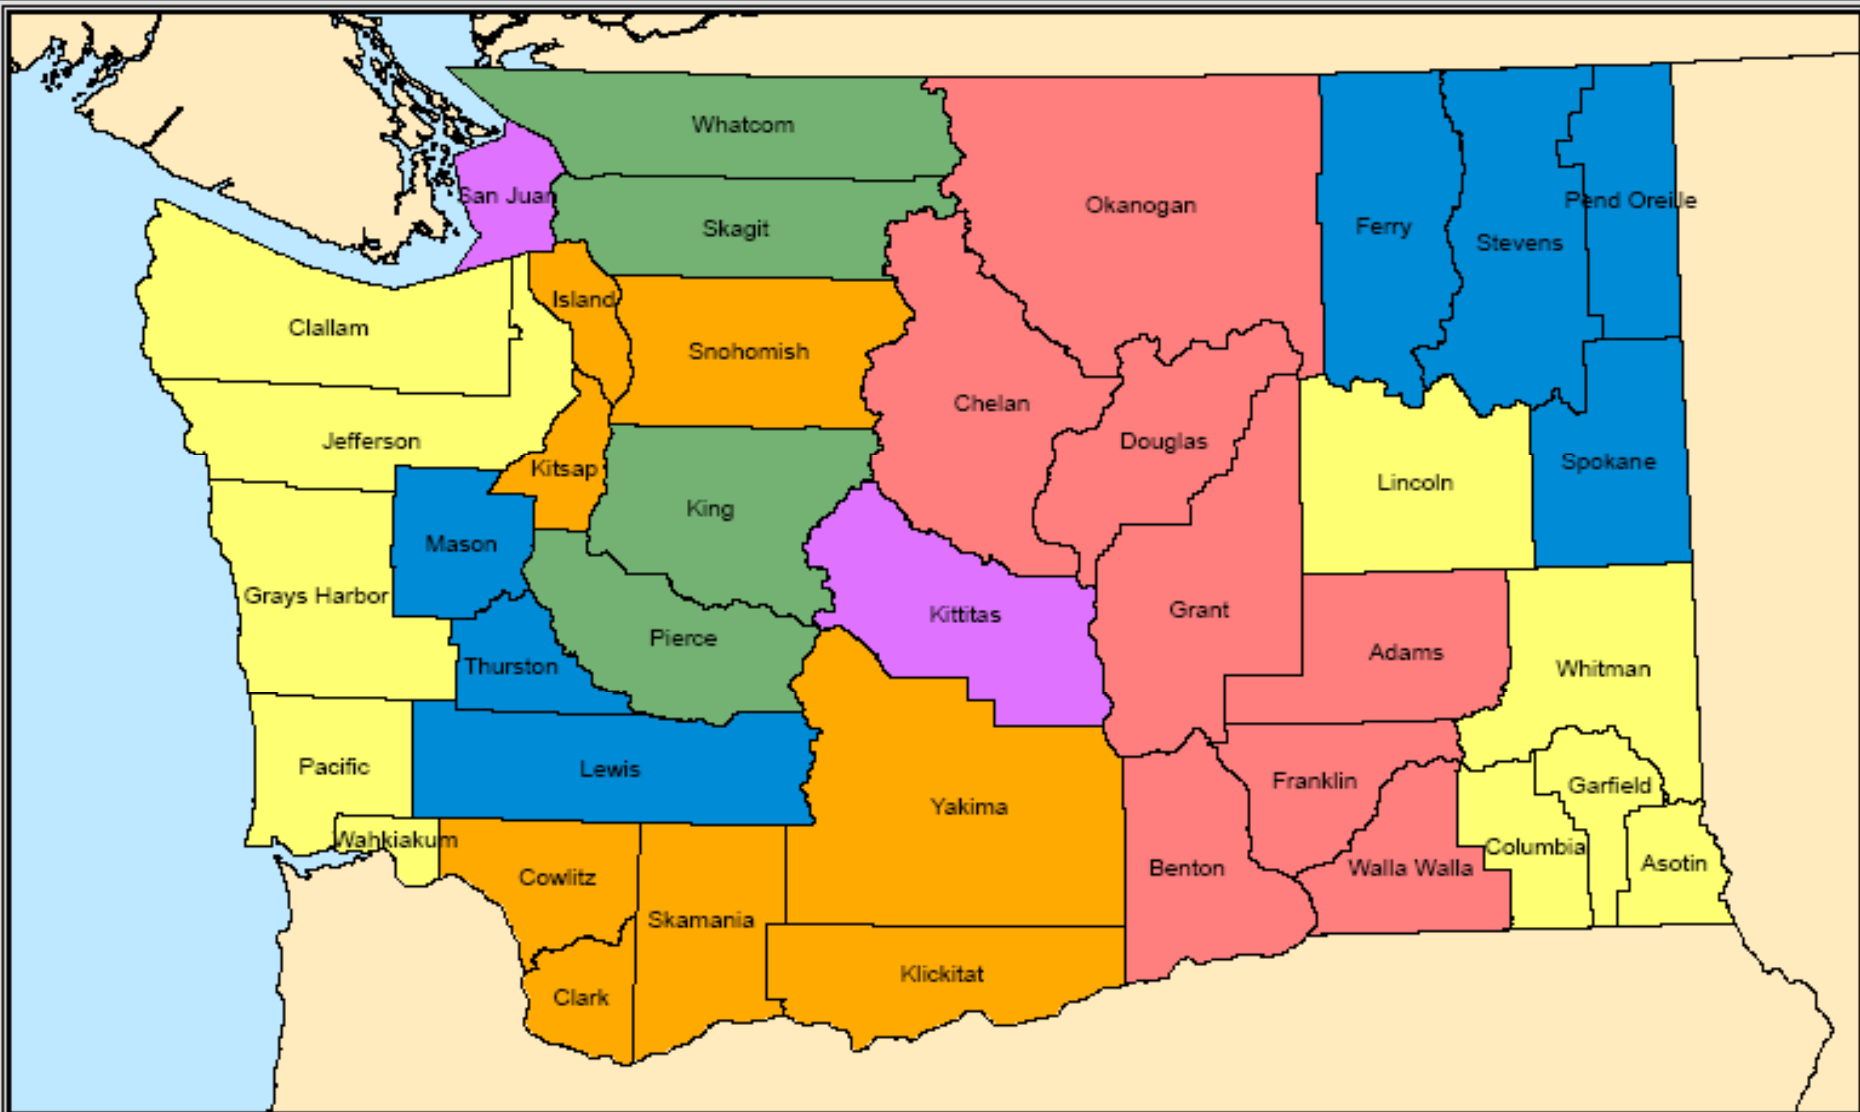 Whatcom
San Juan
Skagit
Okanogan
Ferry
Stevens
Pend Oreille
Island
Clallam
Snohomish
Chelan
Jefferson
Kitsap
Douglas
Lincoln
Spokane
King
Mason
Grays Harbor
Kittitas
Grant
Pierce
Thurston
Adams
Whitman
Pacific
Lewis
Yakima
Franklin
Garfield
Wahkiakum
Columbia
Asotin
Cowlitz
Benton
Walla Walla
Skamania
Klickitat
Clark